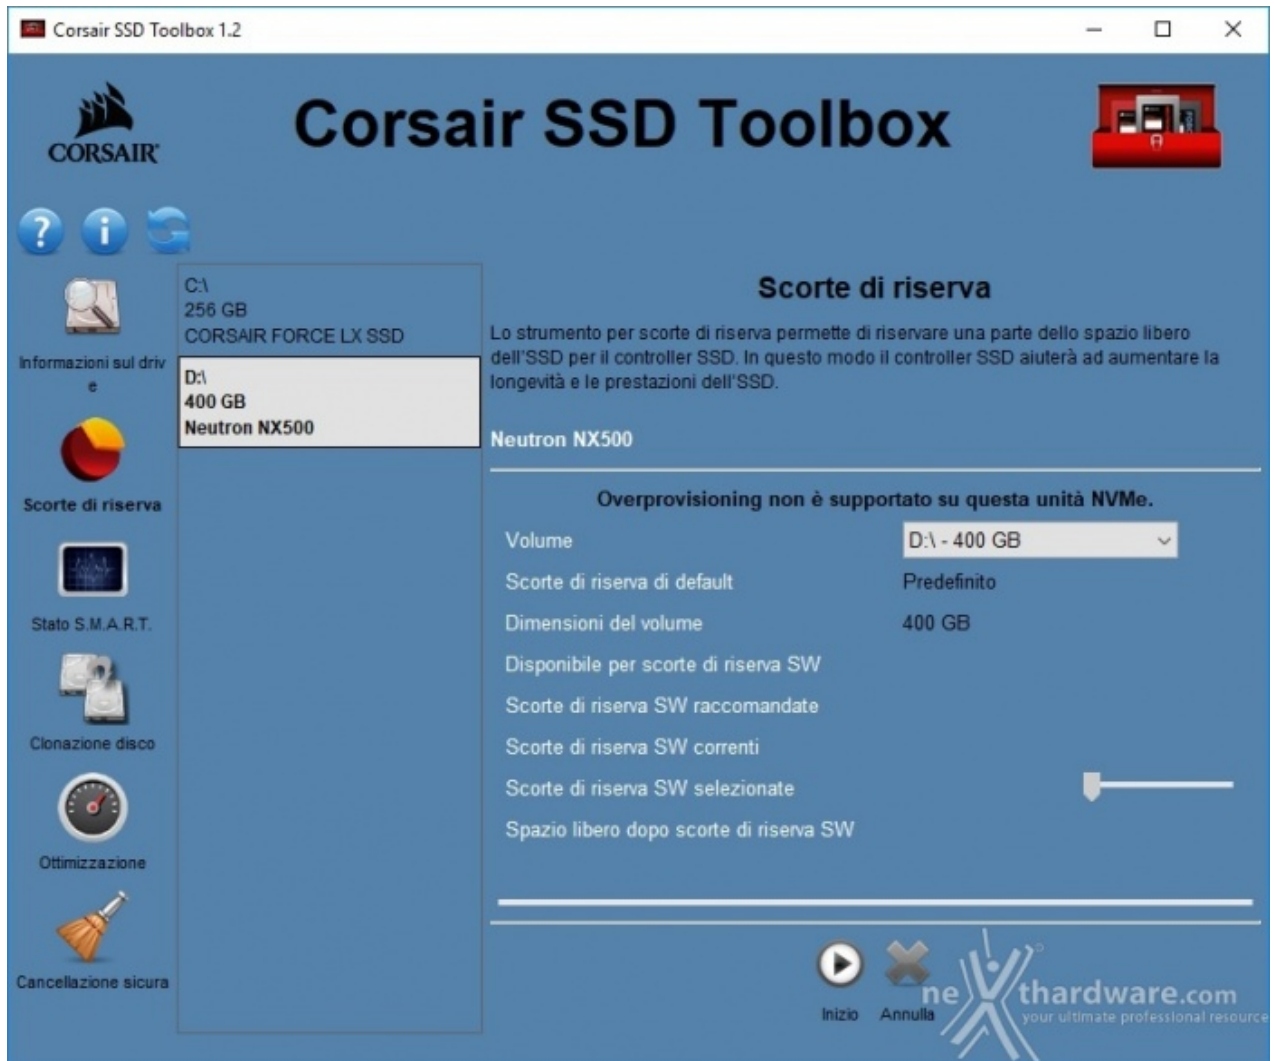 Corsair SSD Toolbox 1.2
CORSAIR
Corsair SSD Toolbox
Informazioni sul driv
e
Scorte di riserva
Stato S.M.A.R.T.
Clonazione disco
Ottimizzazione
Cancellazione sicura
C:\
256 GB
CORSAIR FORCE LX SSD
D:\
400 GB
Neutron NX500
Scorte di riserva
Lo strumento per scorte di riserva permette di riservare una parte dello spazio libero
dell'SSD per il controller SSD. In questo modo il controller SSD aiuterà ad aumentare la
longevità e le prestazioni dell'SSD.
Neutron NX500
Overprovisioning non è supportato su questa unità NVMe.
Volume D:\ - 400 GB
Scorte di riserva di default Predefinito
Dimensioni del volume 400 GB
Disponibile per scorte di riserva SW
Scorte di riserva SW raccomandate
Scorte di riserva SW correnti
Scorte di riserva SW selezionate
Spazio libero dopo scorte di riserva SW
Inizio Annulla
nexthardware.com
your ultimate professional resource